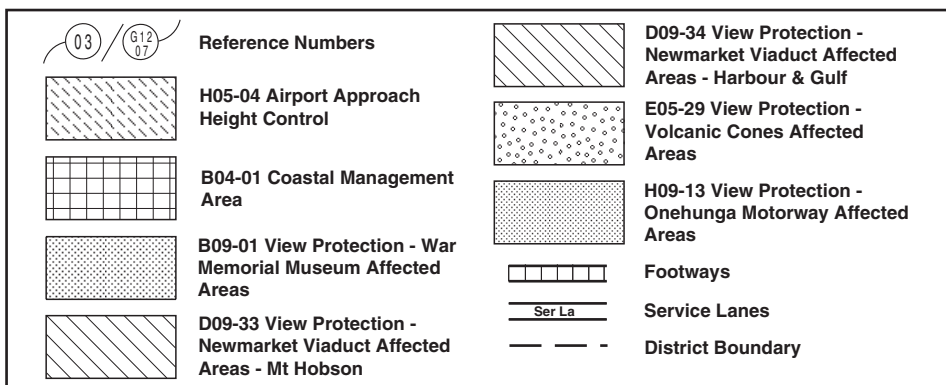 03 / G12 07
Reference Numbers
H05-04 Airport Approach
Height Control
B04-01 Coastal Management
Area
B09-01 View Protection - War
Memorial Museum Affected
Areas
D09-33 View Protection -
Newmarket Viaduct Affected
Areas - Mt Hobson
D09-34 View Protection -
Newmarket Viaduct Affected
Areas - Harbour & Gulf
E05-29 View Protection -
Volcanic Cones Affected
Areas
H09-13 View Protection -
Onehunga Motorway Affected
Areas
Footways
Ser La Service Lanes
District Boundary